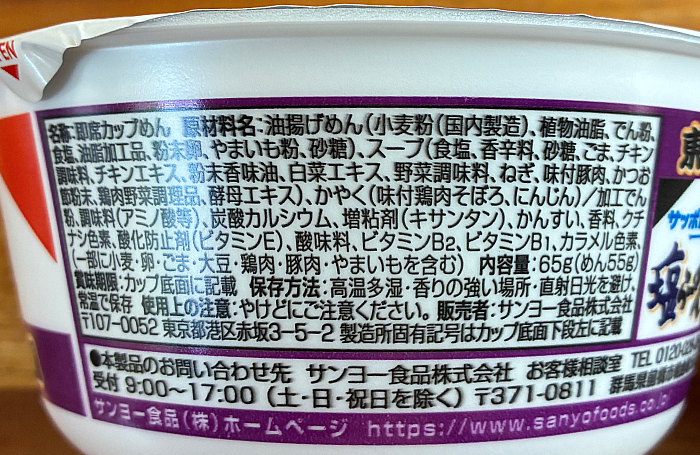 名称:即席カップめん 原材料名:油揚げめん(小麦粉(国内製造)、植物油脂、でん粉、
食塩、油脂加工品、粉末卵、やまいも粉、砂糖)、スープ(食塩、香辛料、砂糖、ごま、チキン
調味料、チキンエキス、粉末香味油、白菜エキス、野菜調味料、ねぎ、味付豚肉、かつお
節粉末、鶏肉野菜調理品、酵母エキス)、かやく(味付鶏肉そぼろ、にんじん)/加工でん
粉、調味料(アミノ酸等)、炭酸カルシウム、増粘剤(キサンタン)、かんすい、香料、クチ
ナシ色素、酸化防止剤(ビタミンE)、酸味料、ビタミンB2、ビタミンB1、カラメル色素、
(一部に小麦・卵・ごま・大豆・鶏肉・豚肉・やまいもを含む) 内容量:65g(めん55g)
賞味期限:カップ底面に記載 保存方法:高温多湿・香りの強い場所・直射日光を避け、
常温で保存 使用上の注意:やけどにご注意ください。 販売者:サンヨー食品株式会社
〒107-0052 東京都港区赤坂3-5-2 製造所固有記号はカップ底面下段左に記載
●本製品のお問い合わせ先 サンヨー食品株式会社 お客様相談室 TEL 0120-
受付 9:00〜17:00 (土・日・祝日を除く) 〒371-0811 群馬県前橋市
サンヨー食品(株)ホームページ https://www.sanyofoods.co.jp/
サッポ
塩